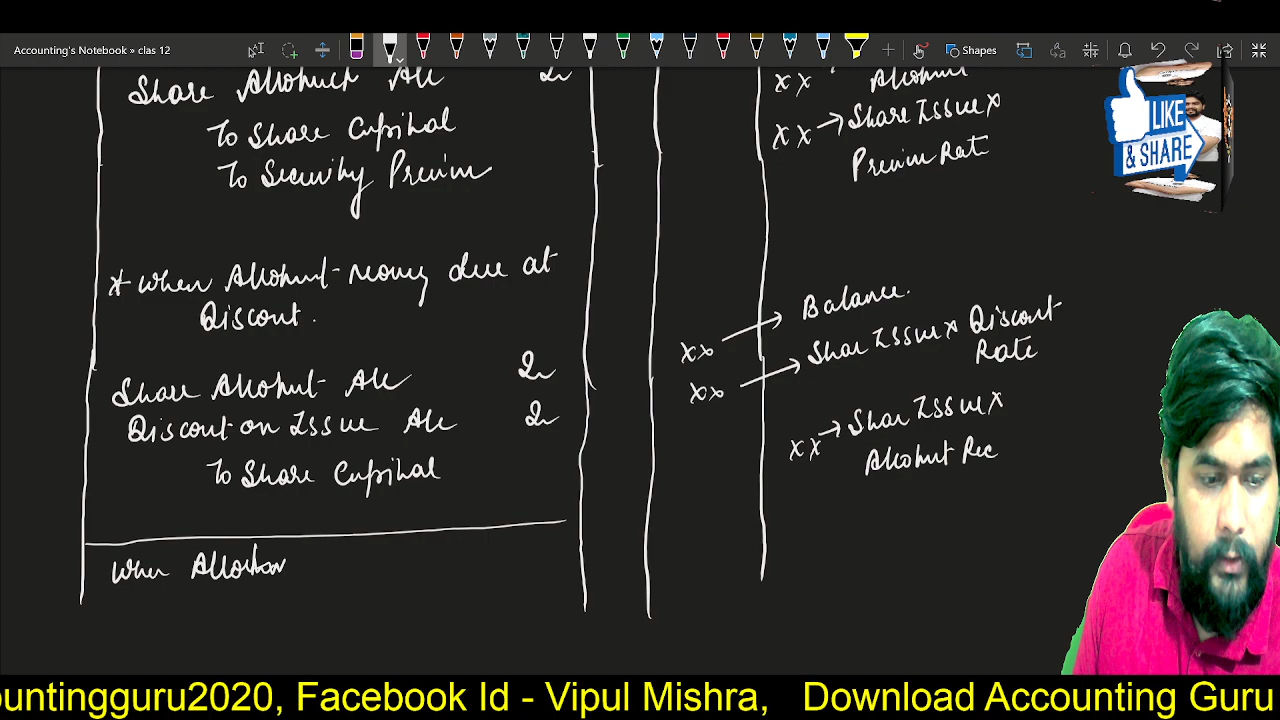 Accounting's Notebook » clas 12
Shapes
Share Allotment A/c Dr
To Share Capital
To Security Premium
xx
Allotment
xx → Share Issue x
Premium Rate
LIKE
& SHARE
* When Allotment money due at
Discount.
Balance.
xx
Share Issue x Discount
Rate
xx
Share Allotment A/c Dr
Discount on Issue A/c Dr
To Share Capital
xx → Share Issue x
Allotment Rec
When
ountingguru2020, Facebook Id - Vipul Mishra, Download Accounting Guru